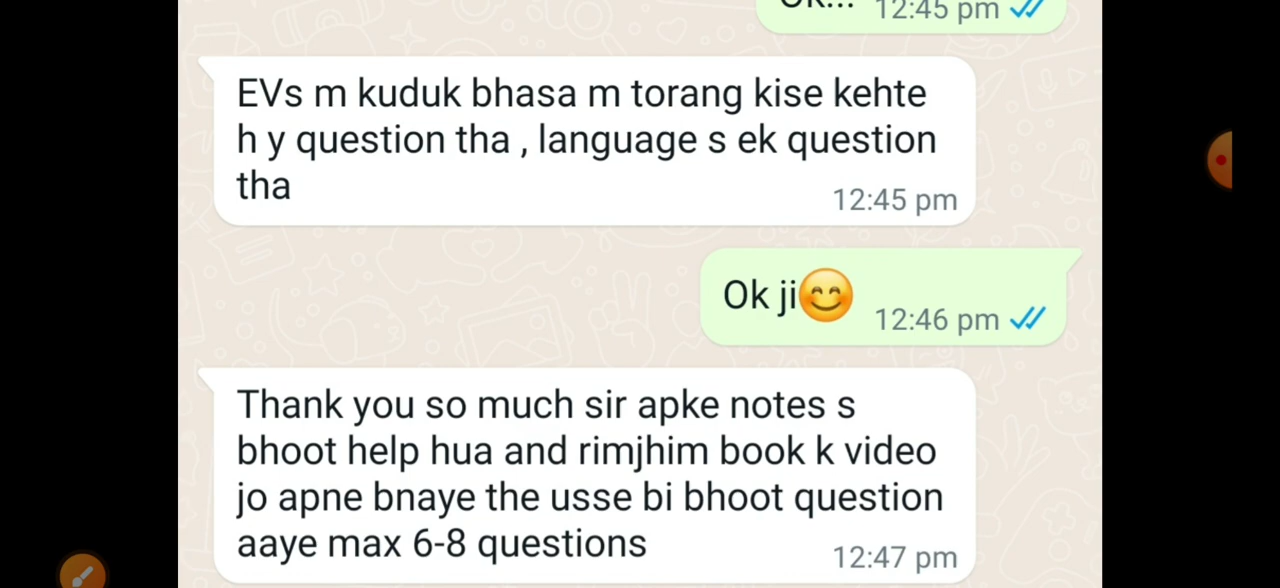 Ok... 12:45 pm
EVs m kuduk bhasa m torang kise kehte
h y question tha , language s ek question
tha
12:45 pm
Ok ji😊 12:46 pm
Thank you so much sir apke notes s
bhoot help hua and rimjhim book k video
jo apne bnaye the usse bi bhoot question
aaye max 6-8 questions
12:47 pm